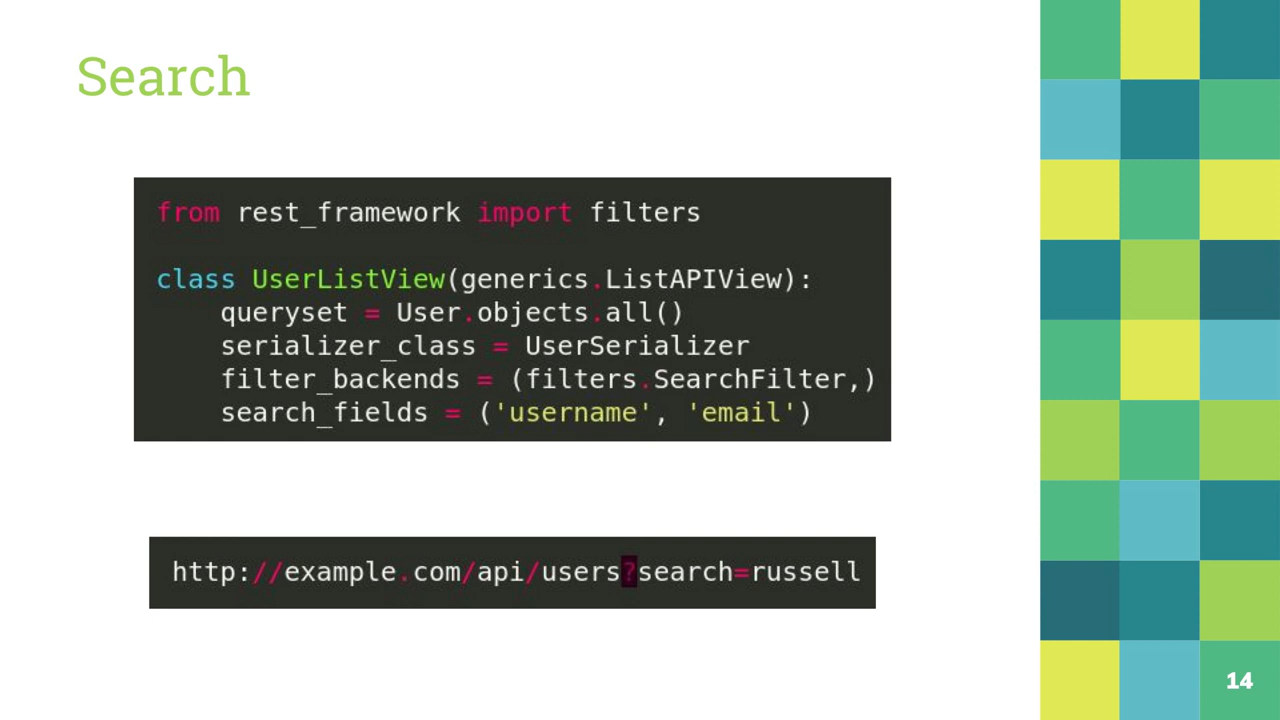 Search
from rest_framework import filters
class UserListView(generics.ListAPIView):
    queryset = User.objects.all()
    serializer_class = UserSerializer
    filter_backends = (filters.SearchFilter,)
    search_fields = ('username', 'email')
http://example.com/api/users?search=russell
14